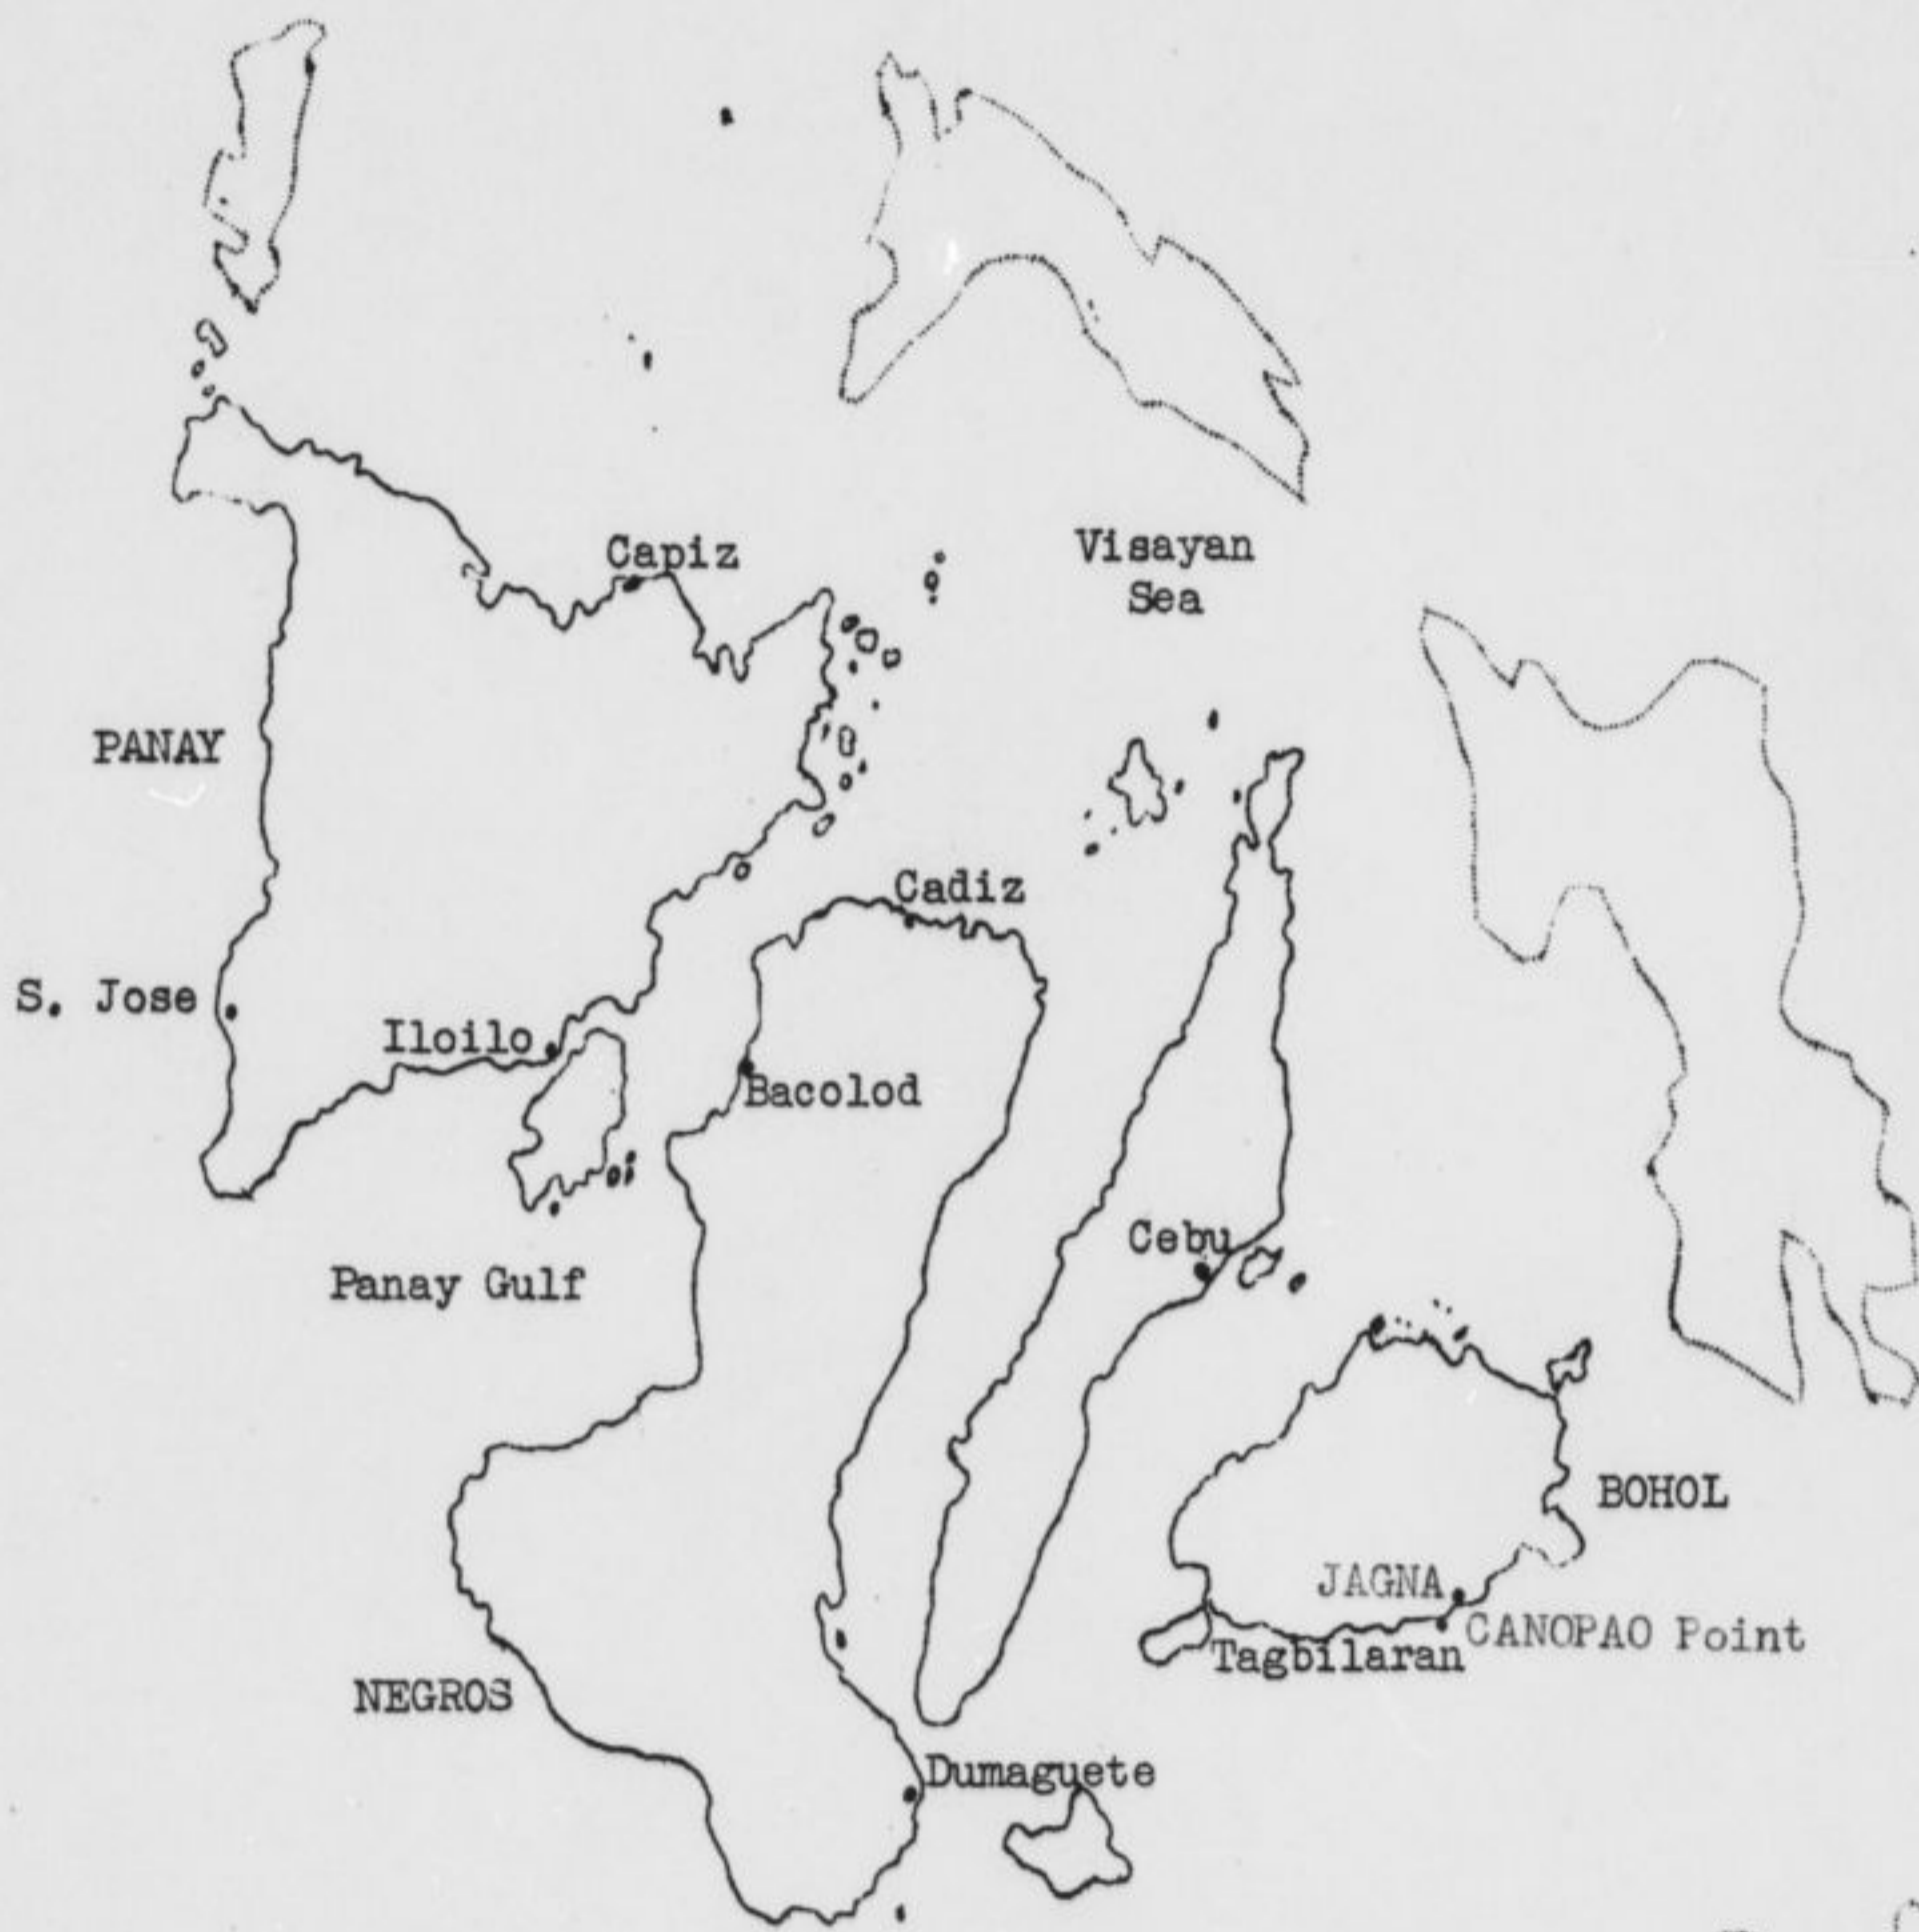 Capiz
Visayan
Sea
PANAY
Cadiz
S. Jose
Iloilo
Bacolod
Cebu
Panay Gulf
BOHOL
JAGNA
CANOPAO Point
Tagbilaran
NEGROS
Dumaguete